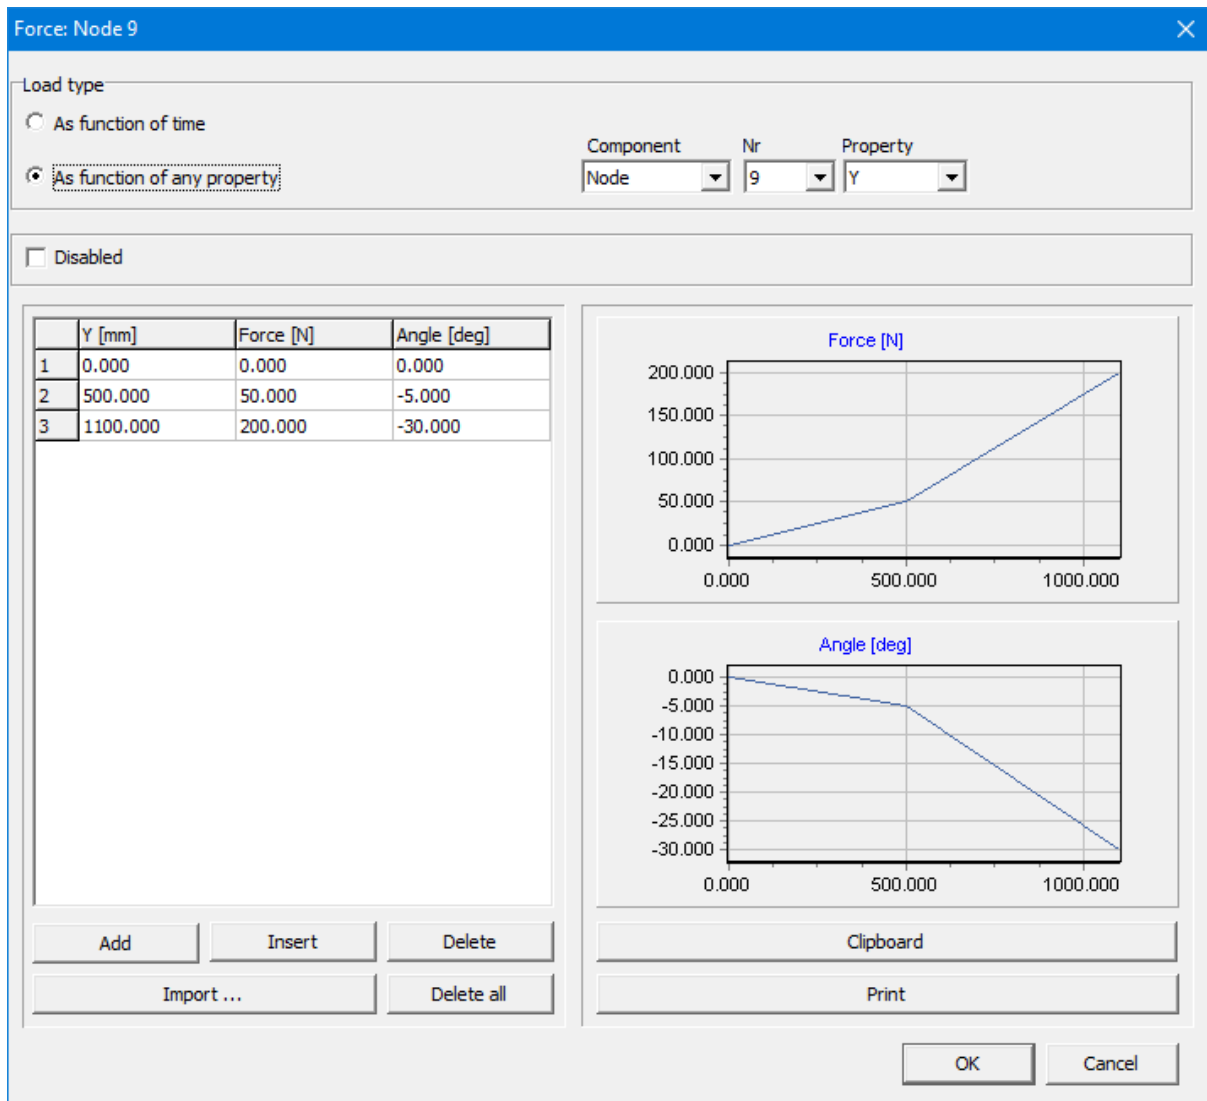 Force: Node 9
Load type
As function of time
Component Nr Property
As function of any property Node 9 Y
Disabled
Y [mm] Force [N] Angle [deg]
1 0.000 0.000 0.000
2 500.000 50.000 -5.000
3 1100.000 200.000 -30.000
Add Insert Delete
Import ... Delete all
Force [N]
200.000
150.000
100.000
50.000
0.000
0.000 500.000 1000.000
Angle [deg]
0.000
-5.000
-10.000
-15.000
-20.000
-25.000
-30.000
0.000 500.000 1000.000
Clipboard
Print
OK Cancel